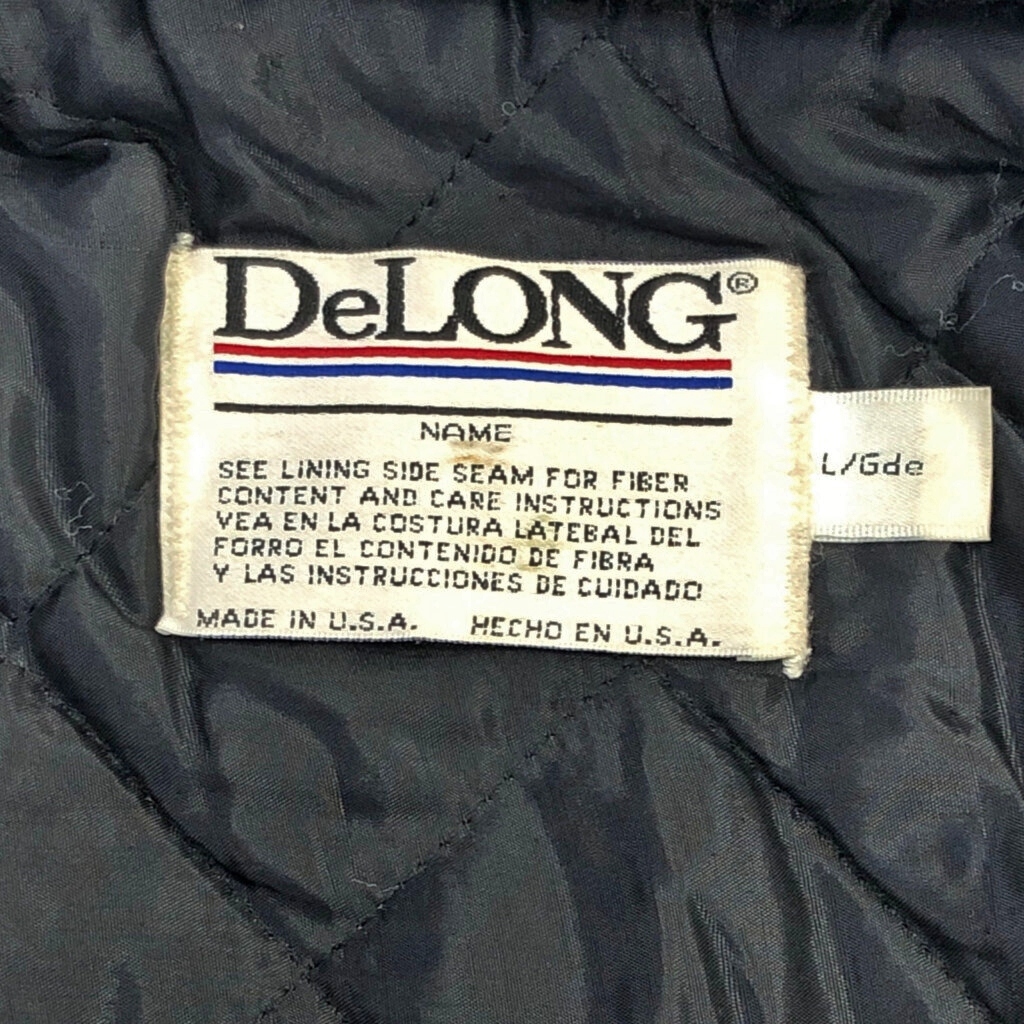 DeLONG®
NAME
SEE LINING SIDE SEAM FOR FIBER
CONTENT AND CARE INSTRUCTIONS
VEA EN LA COSTURA LATEBAL DEL
FORRO EL CONTENIDO DE FIBRA
Y LAS INSTRUCCIONES DE CUIDADO
MADE IN U.S.A. HECHO EN U.S.A.
L/Gde